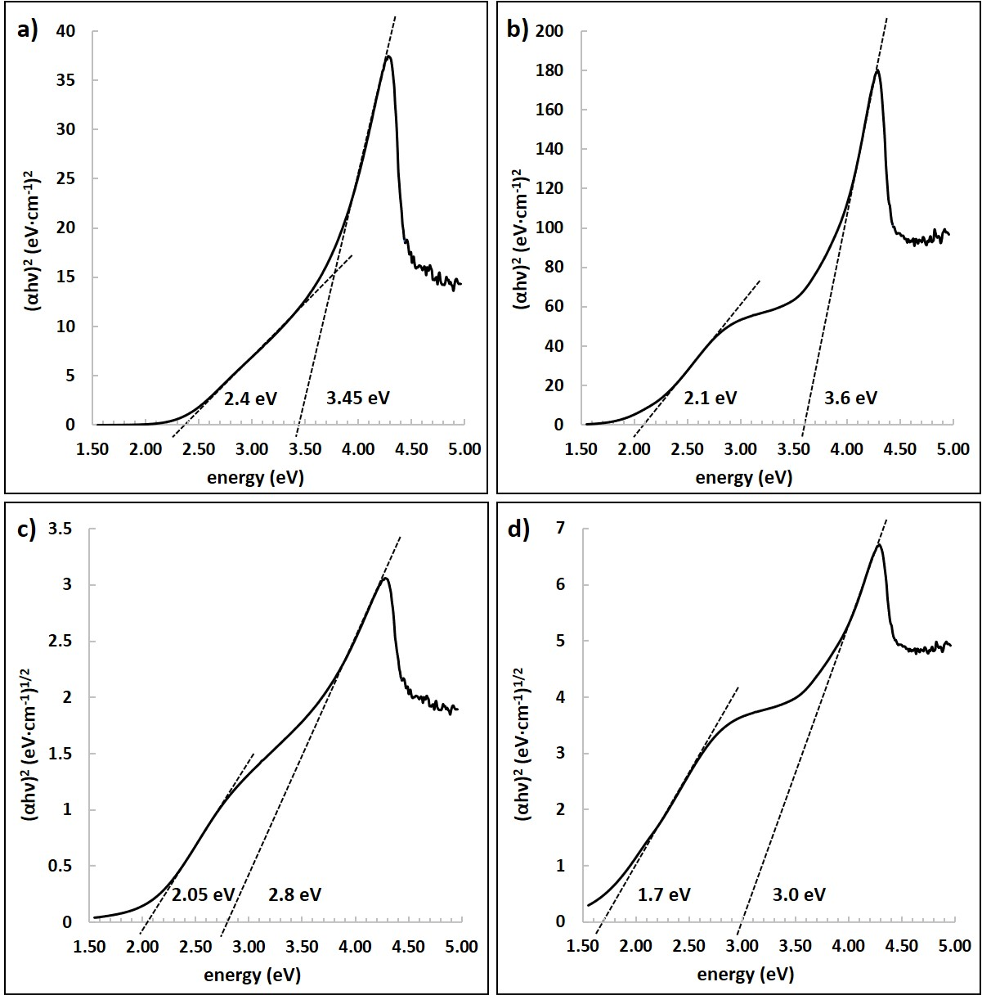 a)
40
35
30
25
20
15
10
5
0
(αhν)² (eV·cm⁻¹)²
2.4 eV
3.45 eV
1.50 2.00 2.50 3.00 3.50 4.00 4.50 5.00
energy (eV)
b)
200
180
160
140
120
100
80
60
40
20
0
(αhν)² (eV·cm⁻¹)²
2.1 eV
3.6 eV
1.50 2.00 2.50 3.00 3.50 4.00 4.50 5.00
energy (eV)
c)
3.5
3
2.5
2
1.5
1
0.5
0
(αhν)² (eV·cm⁻¹)¹/²
2.05 eV
2.8 eV
1.50 2.00 2.50 3.00 3.50 4.00 4.50 5.00
energy (eV)
d)
7
6
5
4
3
2
1
0
(αhν)² (eV·cm⁻¹)¹/²
1.7 eV
3.0 eV
1.50 2.00 2.50 3.00 3.50 4.00 4.50 5.00
energy (eV)